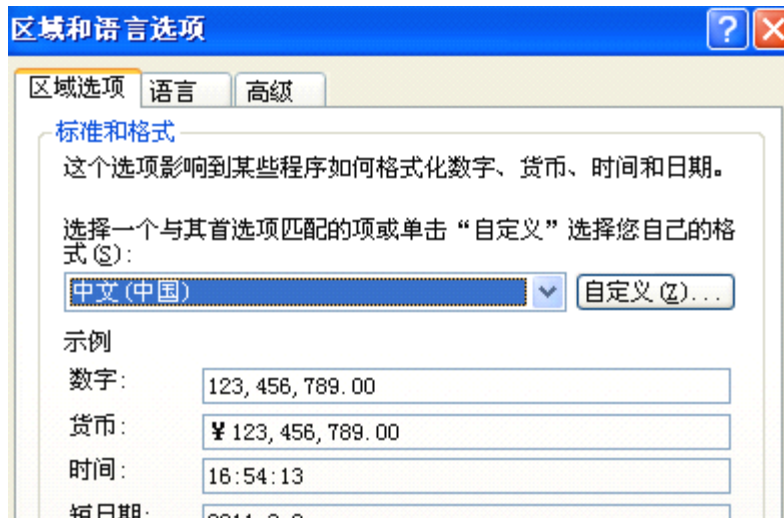 区域和语言选项
区域选项 语言 高级
标准和格式
这个选项影响到某些程序如何格式化数字、货币、时间和日期。
选择一个与其首选项匹配的项或单击“自定义”选择您自己的格
式(S):
中文(中国) 自定义(Z)...
示例
数字: 123,456,789.00
货币: ¥123,456,789.00
时间: 16:54:13
短日期: